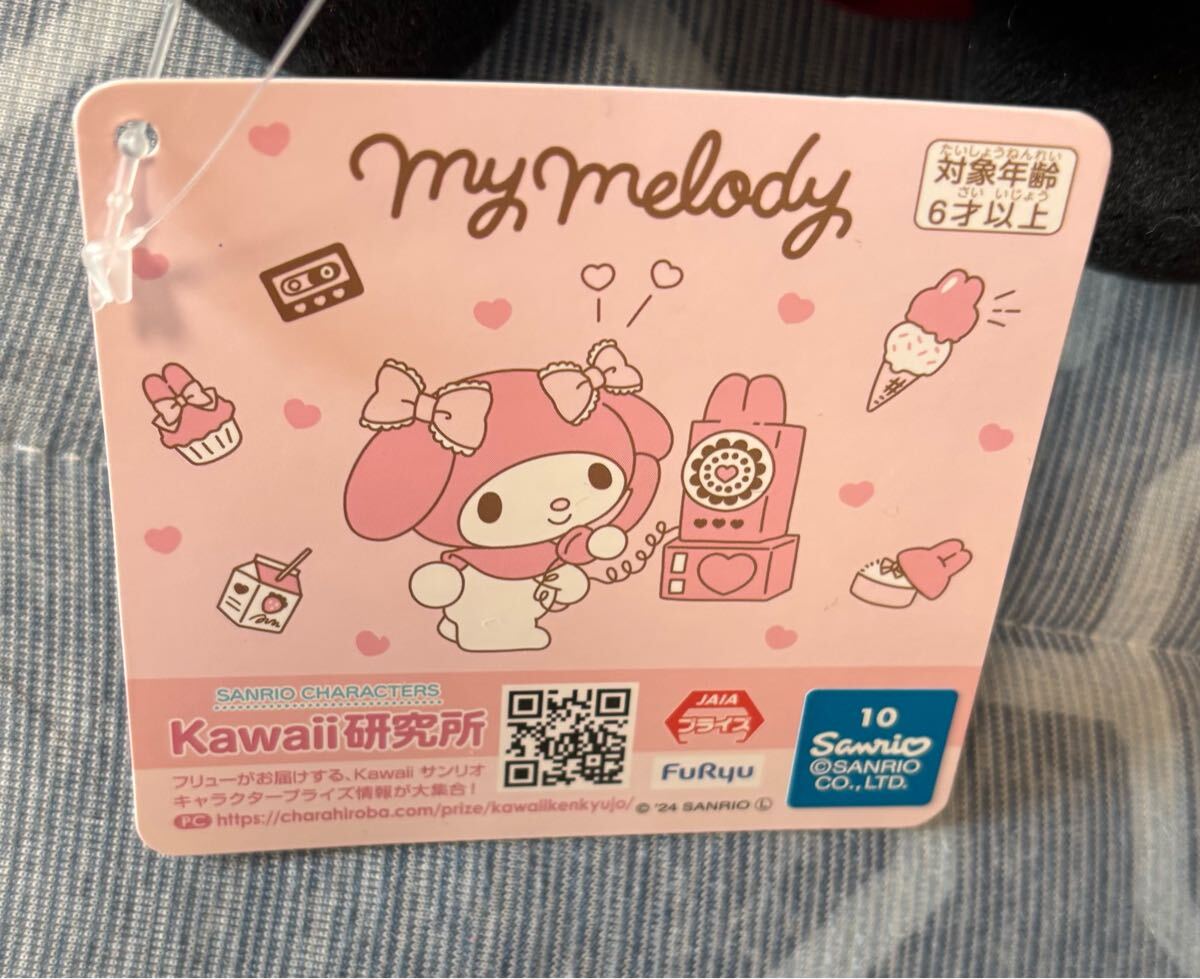 my melody
たいしょうねんれい
対象年齢
さい いじょう
6才以上
SANRIO CHARACTERS
Kawaii研究所
フリューがお届けする、Kawaii サンリオ
キャラクタープライズ情報が大集合!
PC https://charahiroba.com/prize/kawaiikenkyujo/
JAIA
プライズ
FuRyu
© '24 SANRIO Ⓛ
10
Sanrio
©SANRIO
CO., LTD.